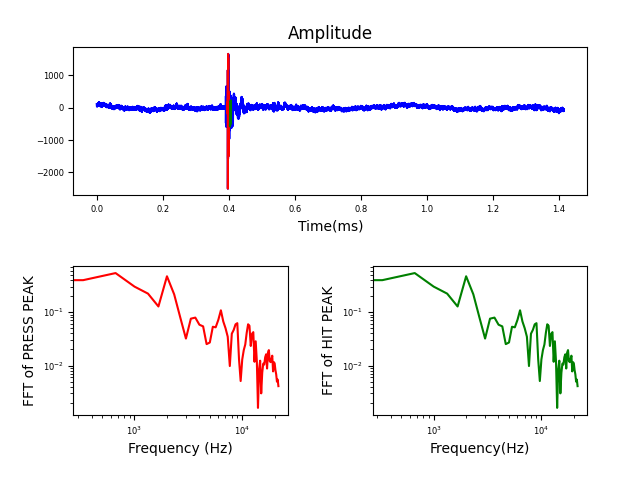 Amplitude
1000
0
−1000
−2000
0.0 0.2 0.4 0.6 0.8 1.0 1.2 1.4
Time(ms)
FFT of PRESS PEAK
10⁻¹
10⁻²
10³ 10⁴
Frequency (Hz)
FFT of HIT PEAK
10⁻¹
10⁻²
10³ 10⁴
Frequency(Hz)